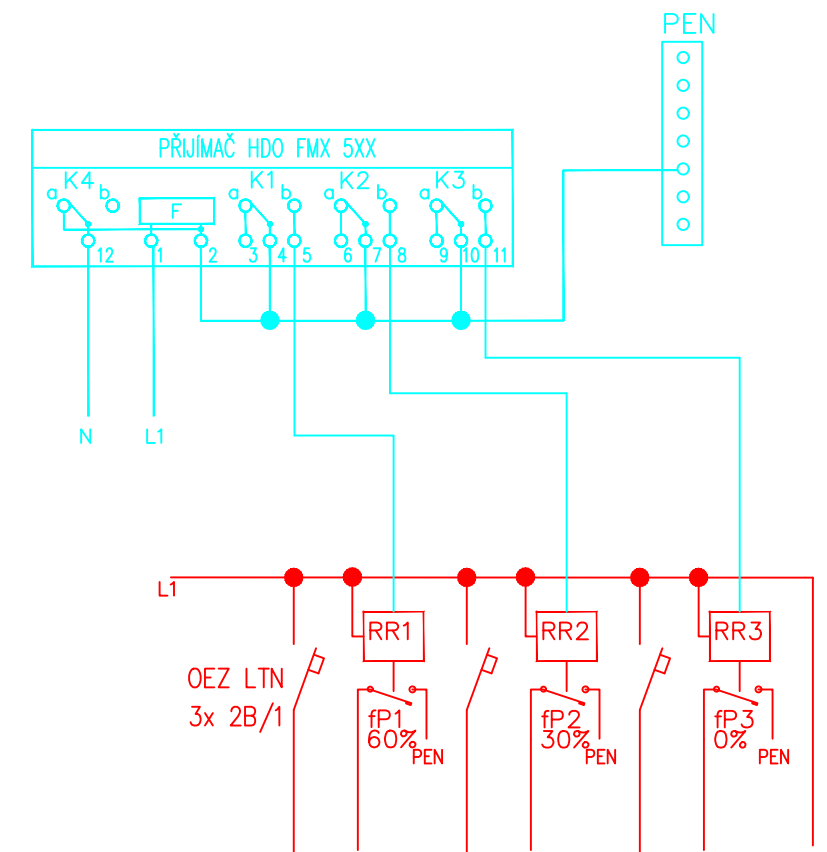 PEN
PŘIJÍMAČ HDO FMX 5XX
K4 K1 K2 K3
a b a b a b a b
F
12 1 2 3 4 5 6 7 8 9 10 11
N L1
L1
RR1 RR2 RR3
OEZ LTN
3x 2B/1
fP1 fP2 fP3
60% 30% 0%
PEN PEN PEN